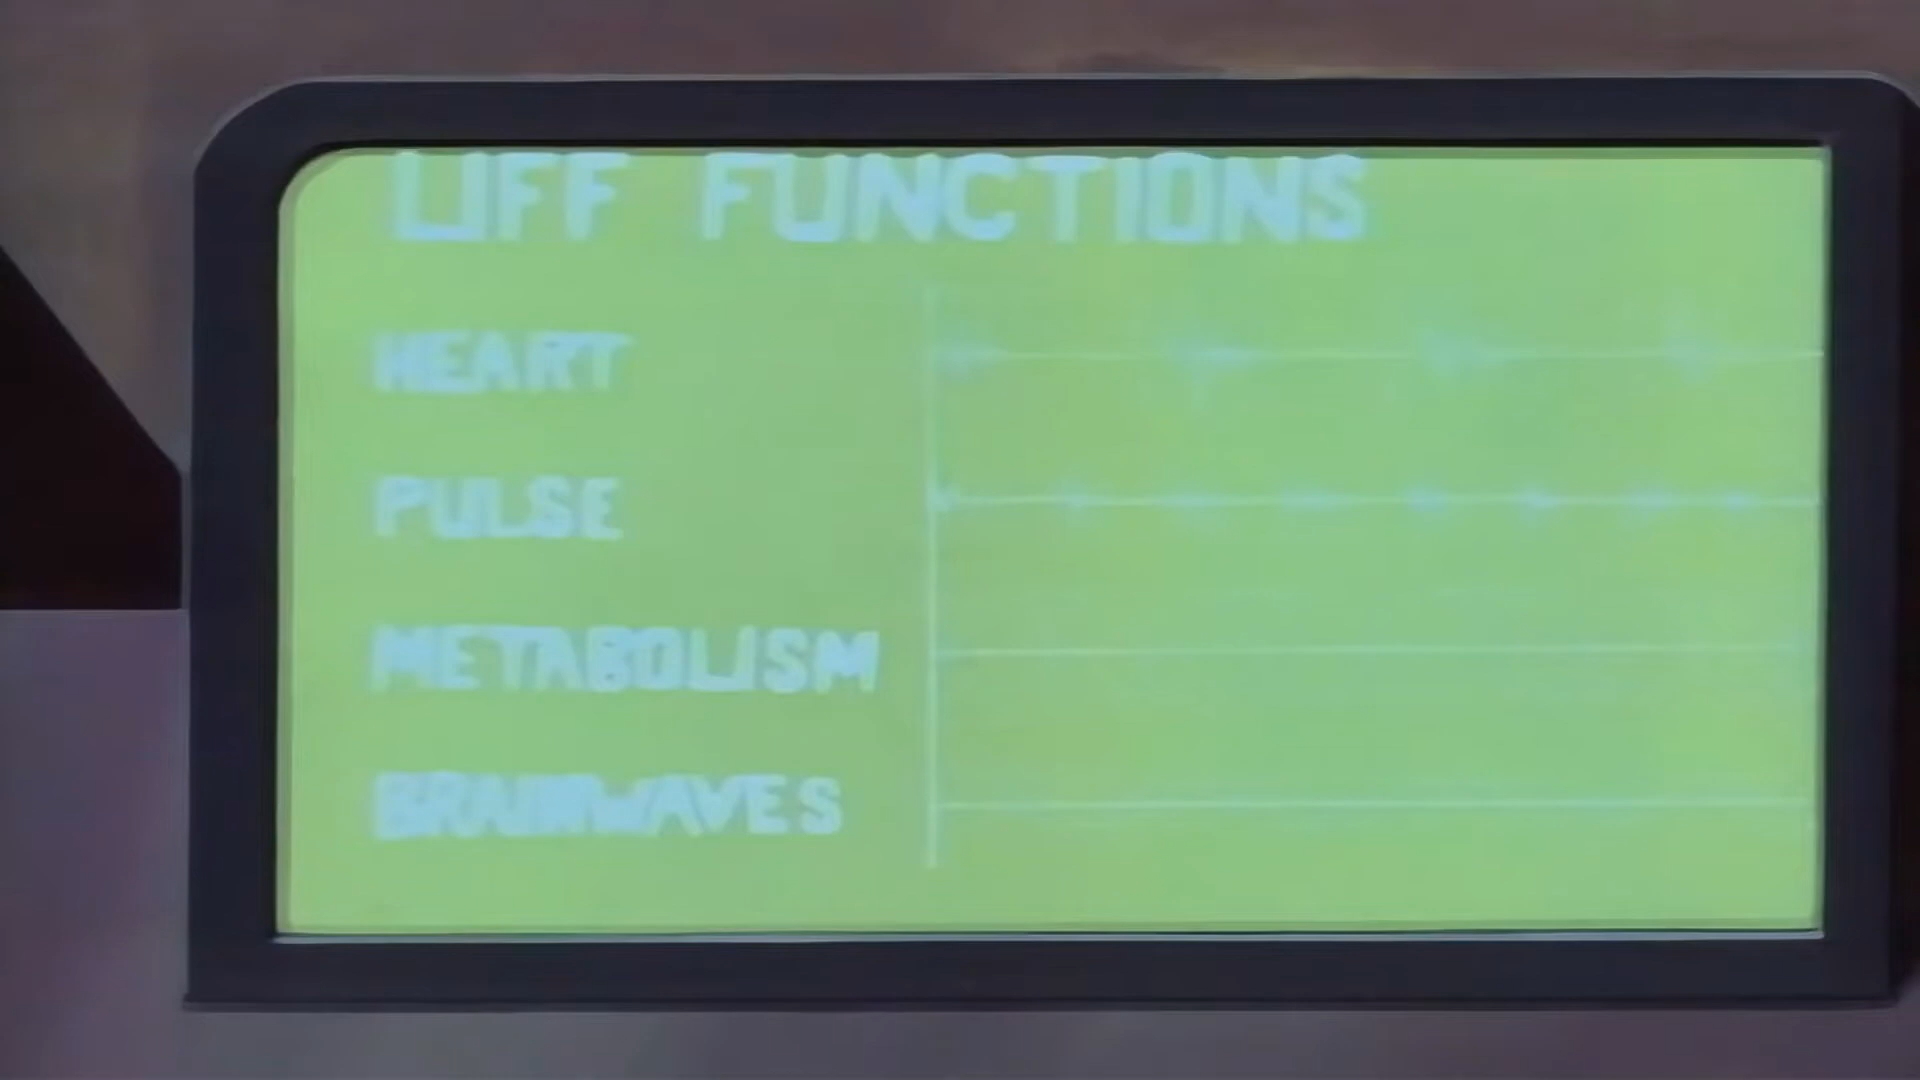 LIFF FUNCTIONS
HEART
PULSE
METABOLISM
BRAINWAVES